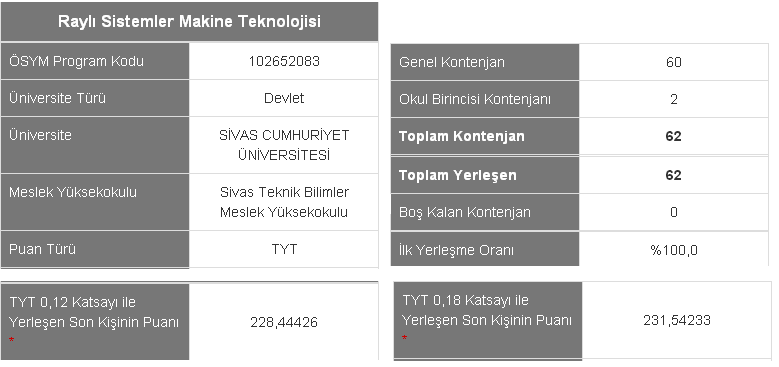 Raylı Sistemler Makine Teknolojisi
ÖSYM Program Kodu 102652083
Üniversite Türü Devlet
Üniversite SİVAS CUMHURİYET
ÜNİVERSİTESİ
Meslek Yüksekokulu Sivas Teknik Bilimler
Meslek Yüksekokulu
Puan Türü TYT
Genel Kontenjan 60
Okul Birincisi Kontenjanı 2
Toplam Kontenjan 62
Toplam Yerleşen 62
Boş Kalan Kontenjan 0
İlk Yerleşme Oranı %100,0
TYT 0,12 Katsayı ile
Yerleşen Son Kişinin Puanı 228,44426
*
TYT 0,18 Katsayı ile
Yerleşen Son Kişinin Puanı 231,54233
*